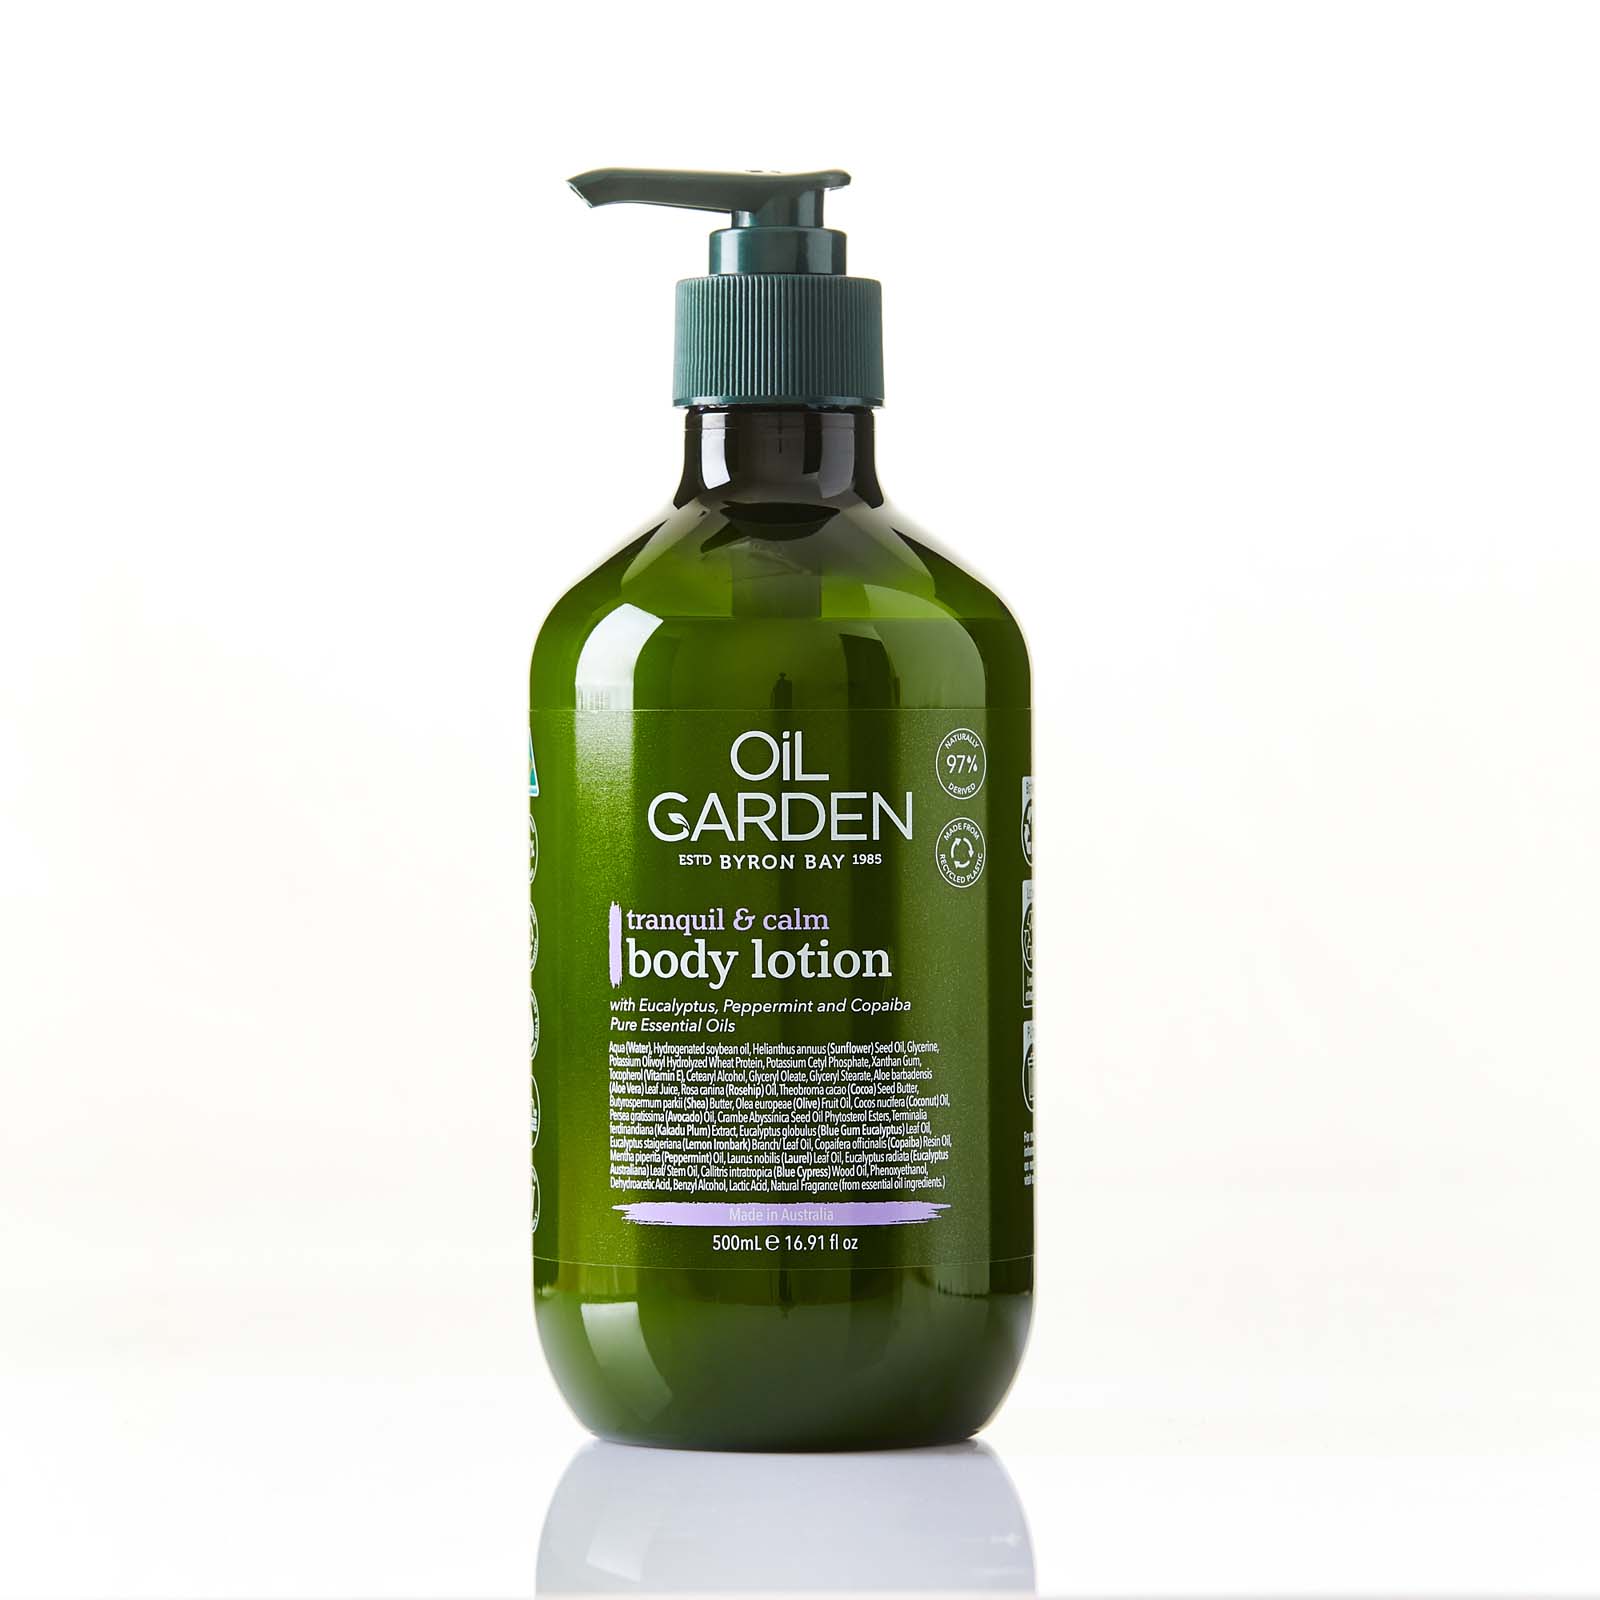 OiL
GARDEN
ESTD BYRON BAY 1985
NATURALLY
97%
DERIVED
MADE FROM
RECYCLED PLASTIC
tranquil & calm
body lotion
with Eucalyptus, Peppermint and Copaiba
Pure Essential Oils
Aqua (Water), Hydrogenated soybean oil, Helianthus annuus (Sunflower) Seed Oil, Glycerine,
Potassium Olivoyl Hydrolyzed Wheat Protein, Potassium Cetyl Phosphate, Xanthan Gum,
Tocopherol (Vitamin E), Cetearyl Alcohol, Glyceryl Oleate, Glyceryl Stearate, Aloe barbadensis
(Aloe Vera) Leaf Juice, Rosa canina (Rosehip) Oil, Theobroma cacao (Cocoa) Seed Butter,
Butyrospermum parkii (Shea) Butter, Olea europeae (Olive) Fruit Oil, Cocos nucifera (Coconut) Oil,
Persea gratissima (Avocado) Oil, Crambe Abyssinica Seed Oil Phytosterol Esters, Terminalia
ferdinandiana (Kakadu Plum) Extract, Eucalyptus globulus (Blue Gum Eucalyptus) Leaf Oil,
Eucalyptus staigeriana (Lemon Ironbark) Branch/ Leaf Oil, Copaifera officinalis (Copaiba) Resin Oil,
Mentha piperita (Peppermint) Oil, Laurus nobilis (Laurel) Leaf Oil, Eucalyptus radiata (Eucalyptus
Australiana) Leaf/ Stem Oil, Callitris intratropica (Blue Cypress) Wood Oil, Phenoxyethanol,
Dehydroacetic Acid, Benzyl Alcohol, Lactic Acid, Natural Fragrance (from essential oil ingredients.)
Made in Australia
500mL ℮ 16.91 fl oz